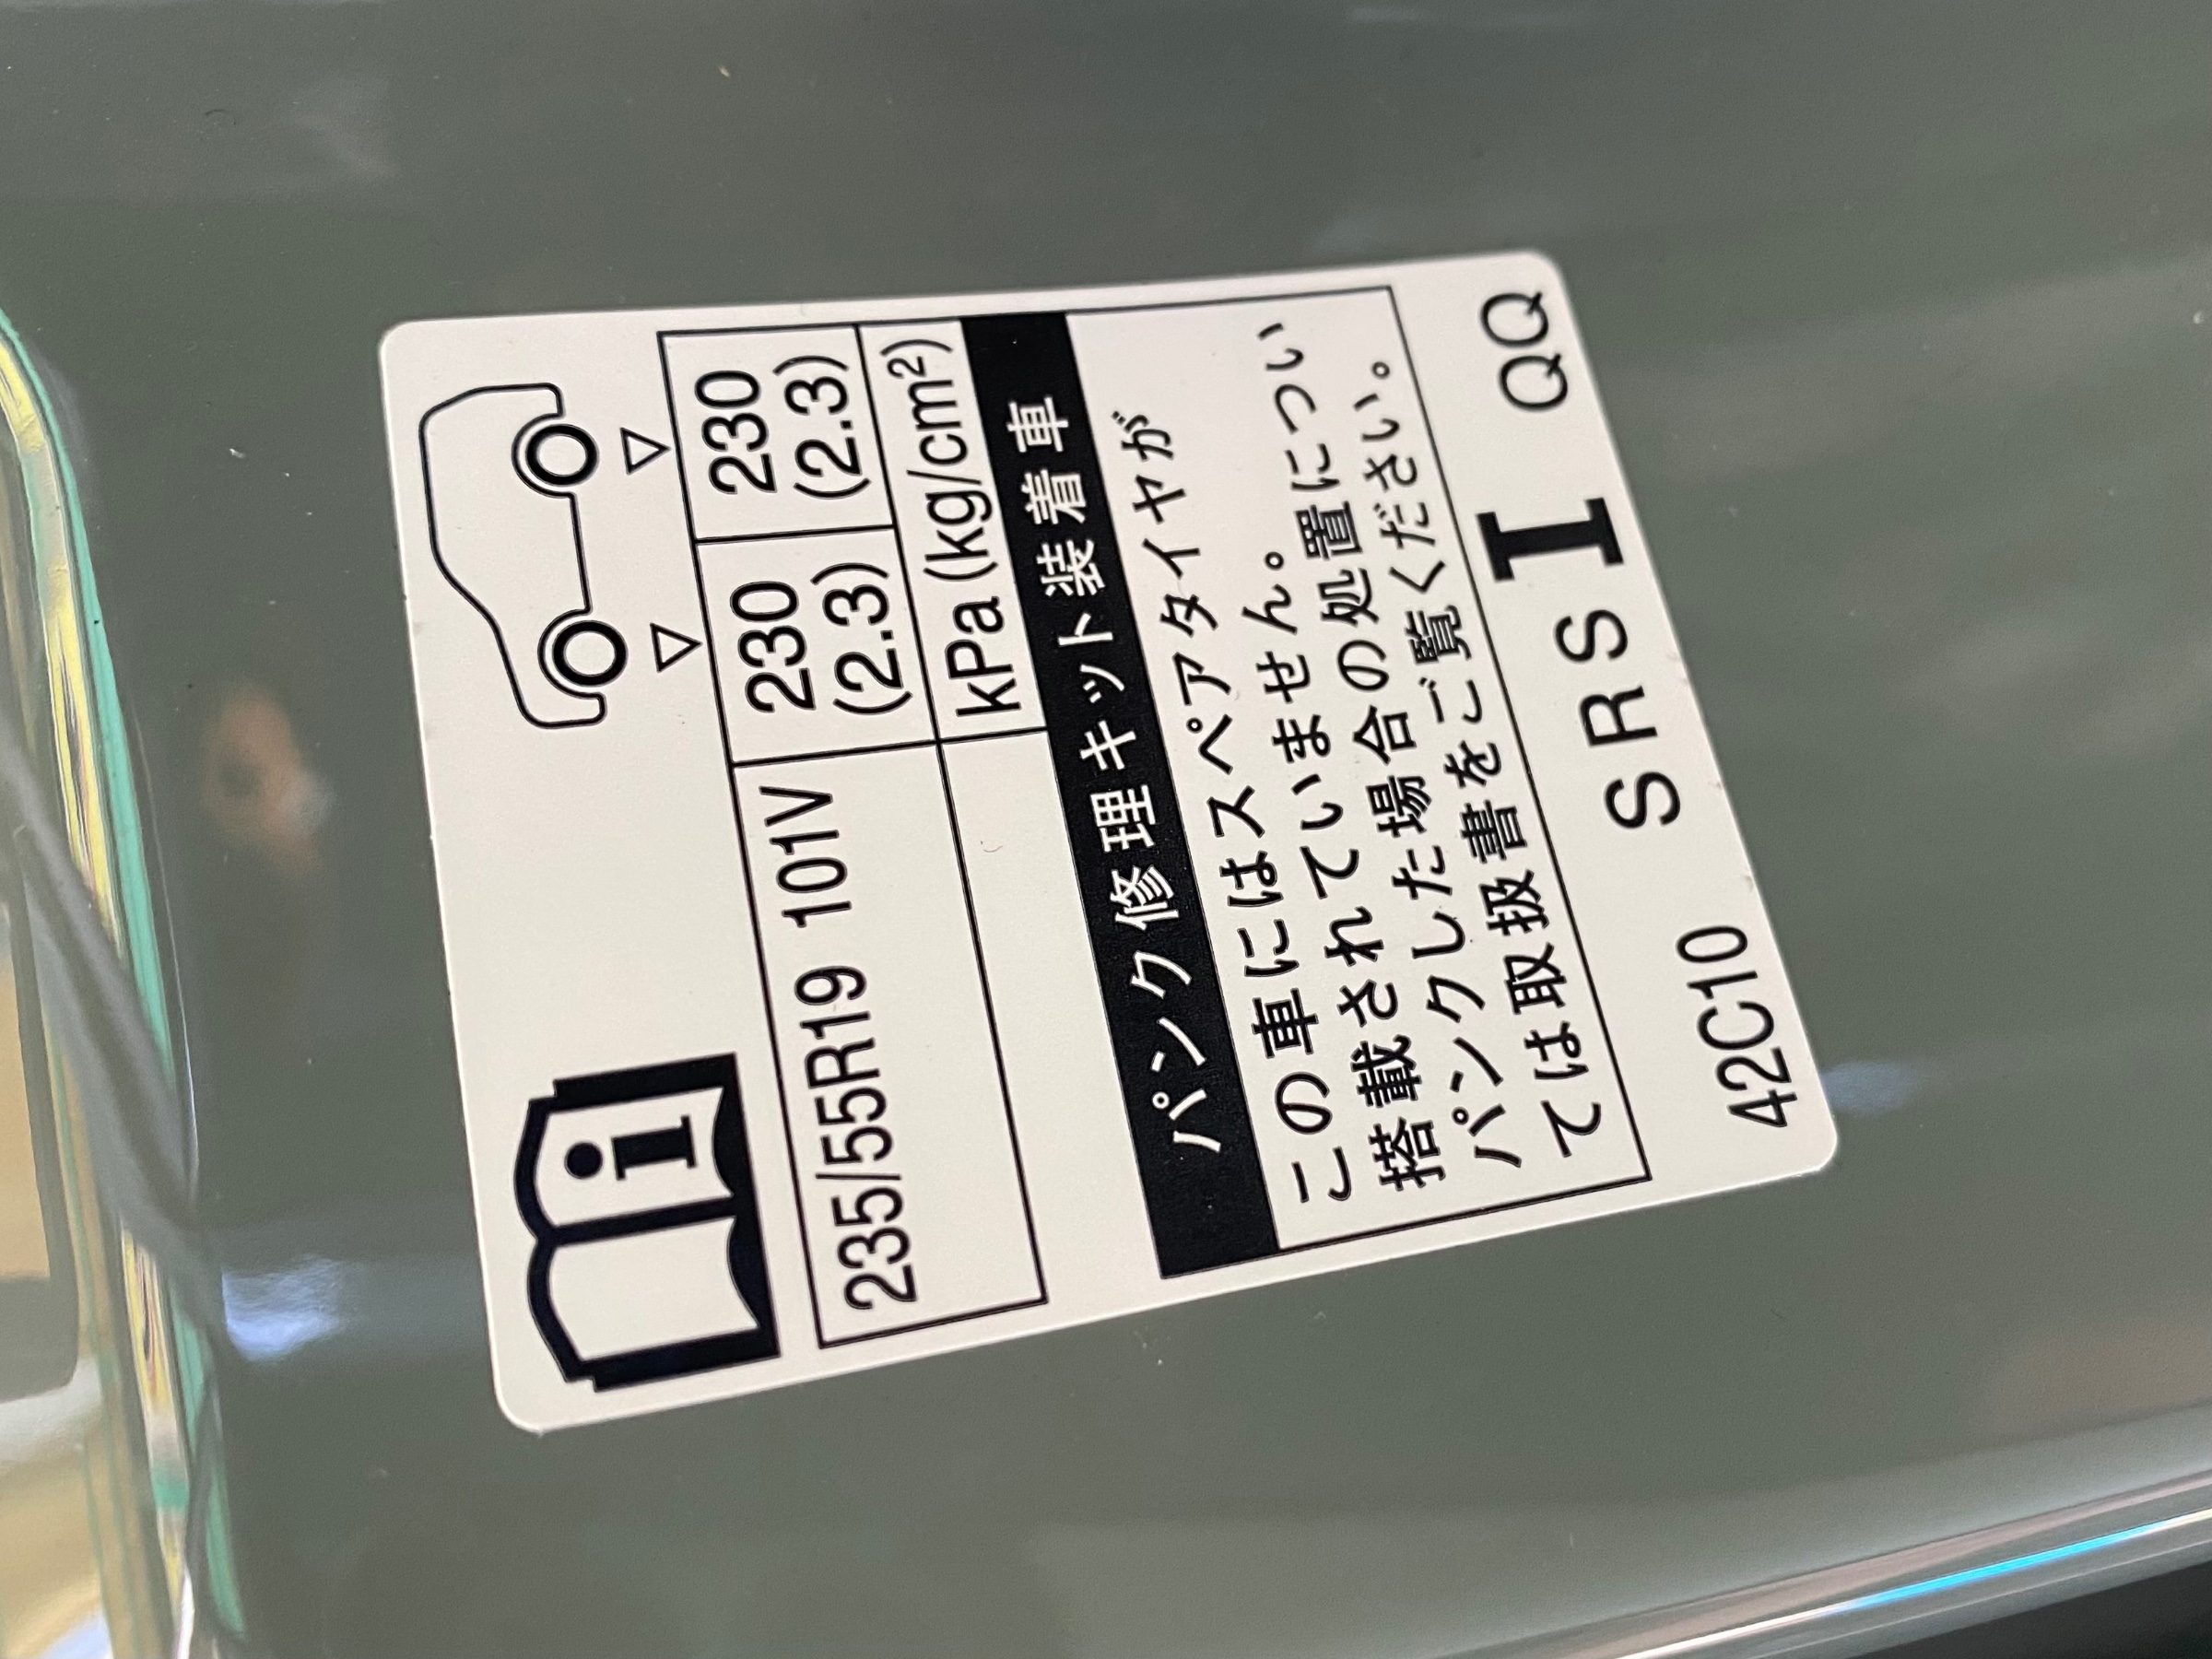 235/55R19 101V 230 230
(2.3) (2.3)
kPa (kg/cm²)
パンク修理キット装着車
この車にはスペアタイヤが
搭載されていません。
パンクした場合の処置につい
ては取扱書をご覧ください。
42C10 SRS I QQ